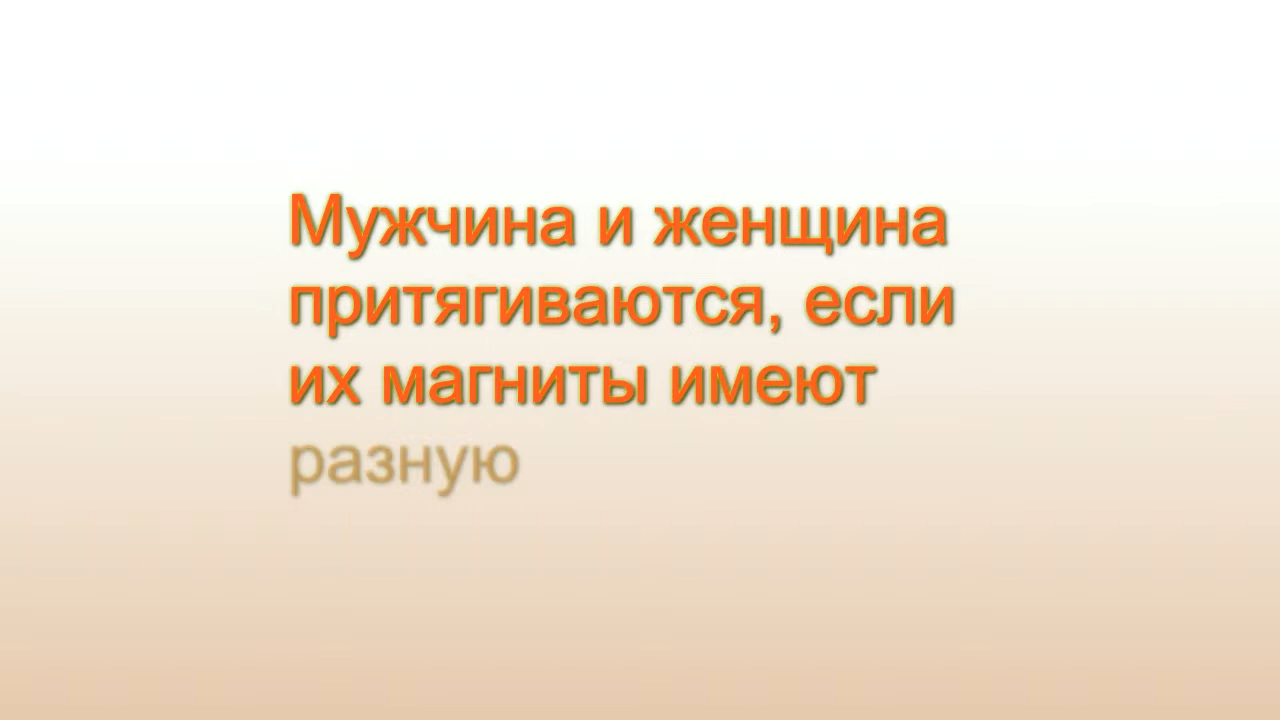 Мужчина и женщина
притягиваются, если
их магниты имеют
разную